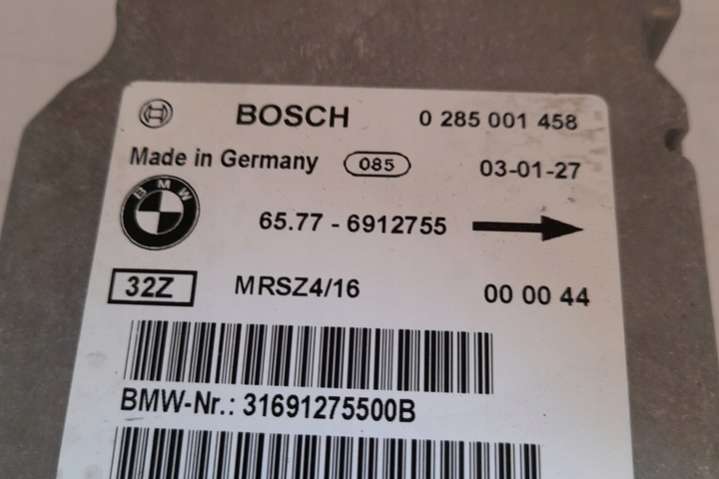 BOSCH 0 285 001 458
Made in Germany 085 03-01-27
BMW 65.77 - 6912755
32Z MRSZ4/16 00 00 44
BMW-Nr.: 31691275500B